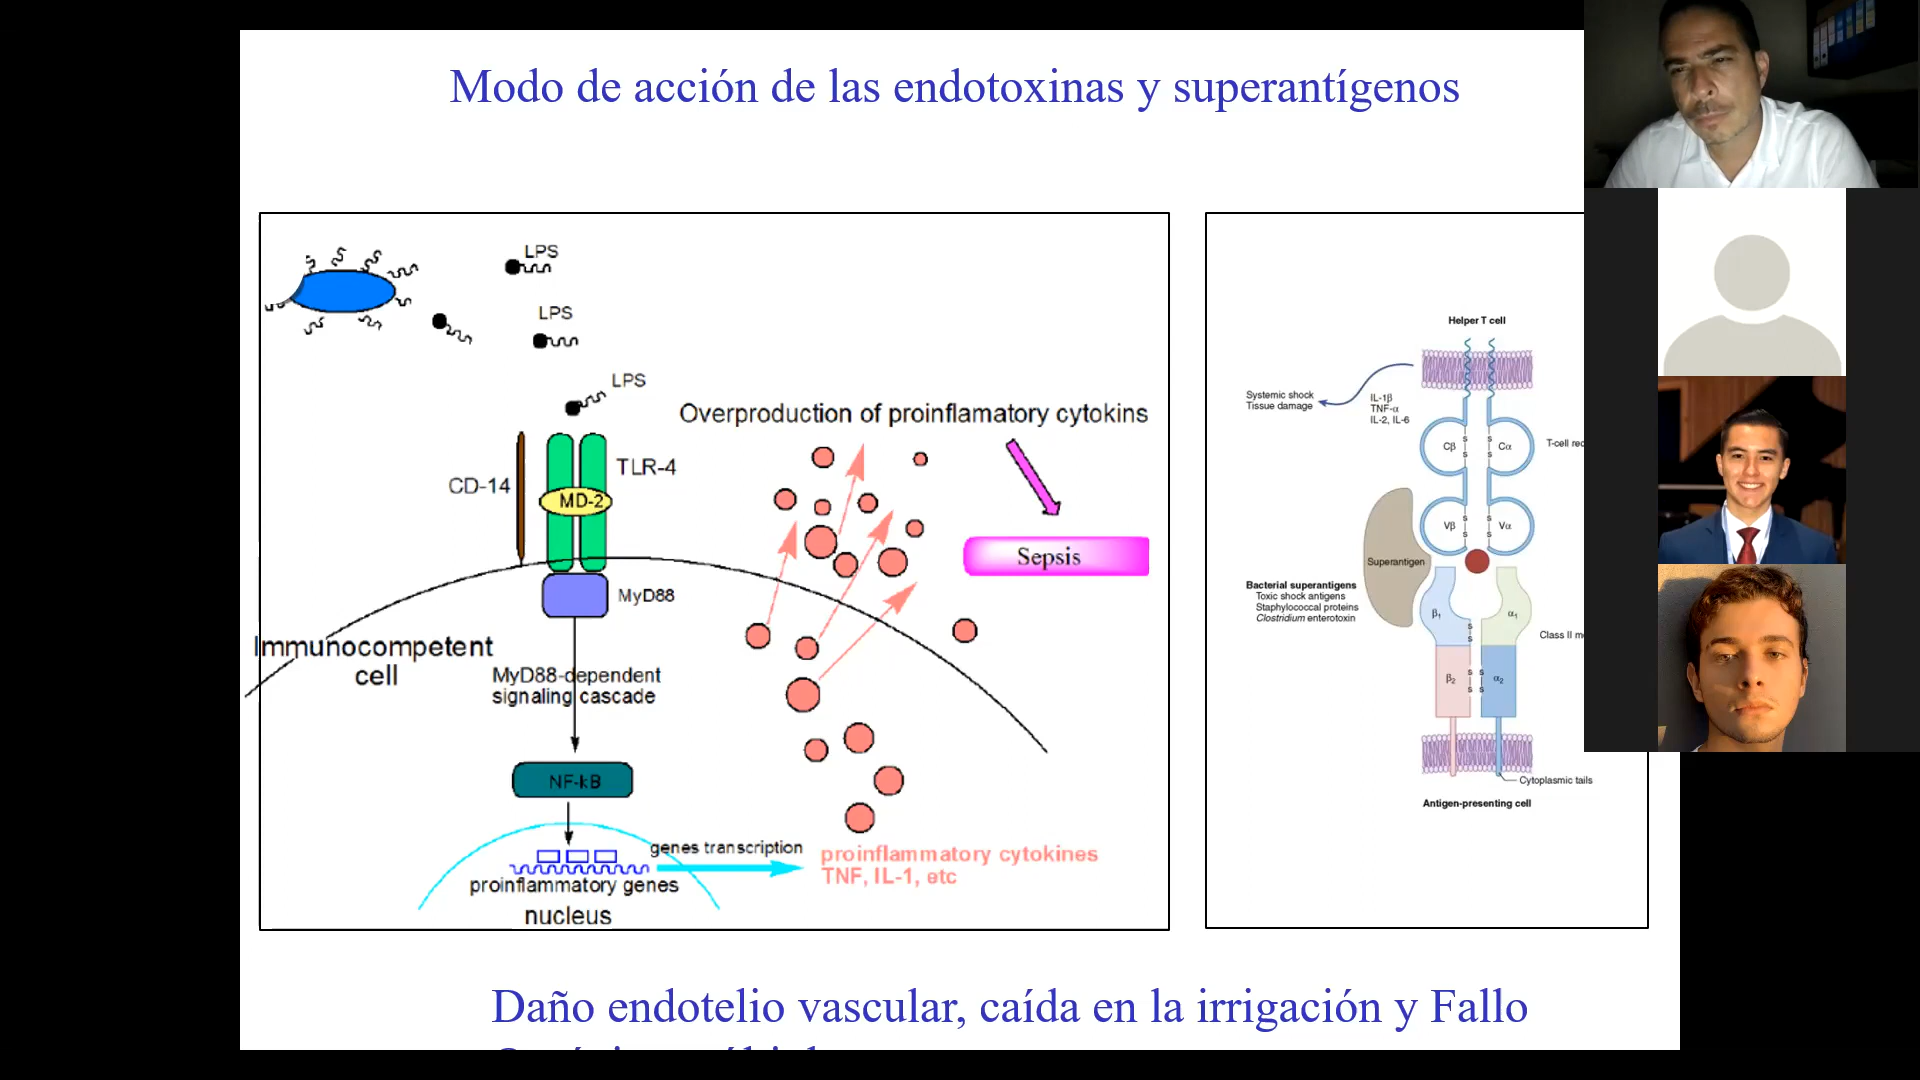 Modo de acción de las endotoxinas y superantígenos
LPS
LPS
LPS
Overproduction of proinflamatory cytokins
CD-14
TLR-4
MD-2
Sepsis
MyD88
Immunocompetent
cell
MyD88-dependent
signaling cascade
NF-kB
genes transcription
proinflammatory genes
nucleus
proinflammatory cytokines
TNF, IL-1, etc
Helper T cell
Systemic shock
Tissue damage
IL-1β
TNF-α
IL-2, IL-6
Cβ
S
S
S
S
Cα
T-cell
Vβ
S
S
S
S
Vα
Superantigen
Bacterial superantigens
Toxic shock antigens
Staphylococcal proteins
Clostridium enterotoxin
β1
α1
S
S
Class II
β2
S
S
S
S
α2
Cytoplasmic tails
Antigen-presenting cell
Daño endotelio vascular, caída en la irrigación y Fallo